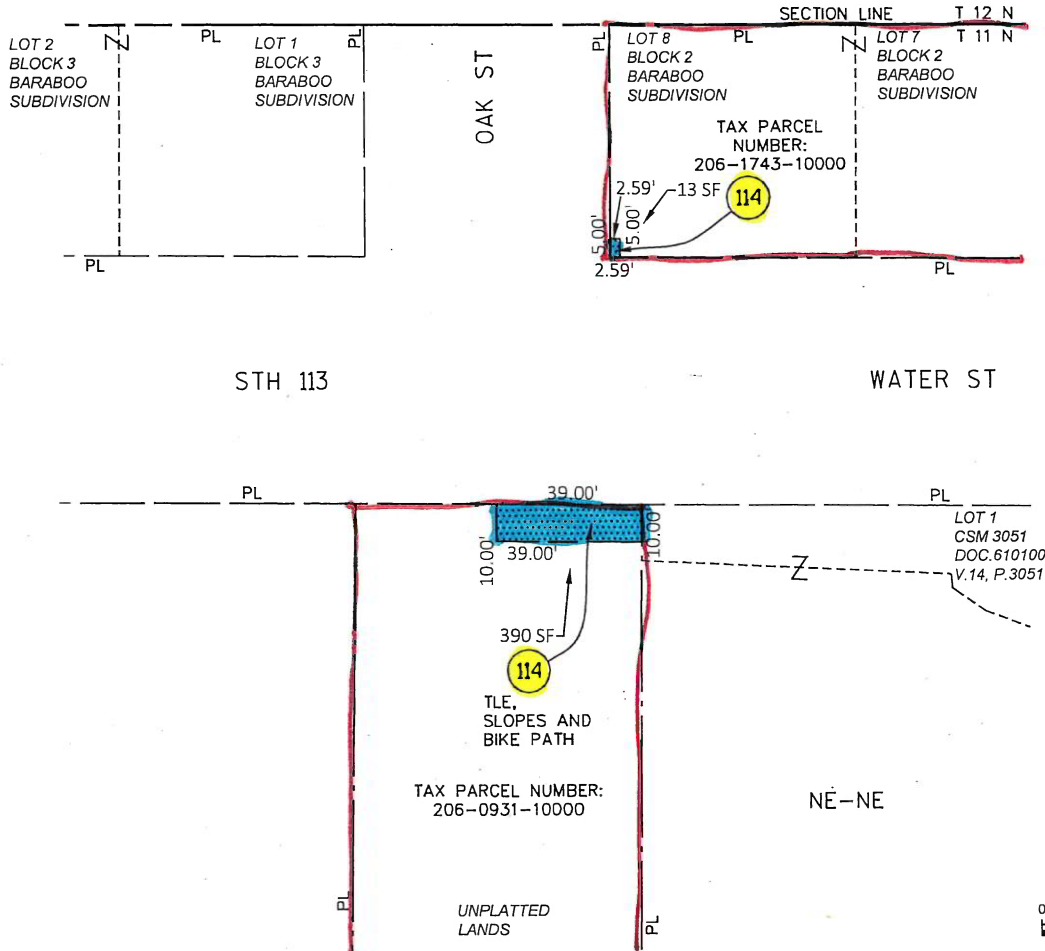 SECTION LINE
T 12 N
T 11 N
LOT 2
BLOCK 3
BARABOO
SUBDIVISION
PL
LOT 1
BLOCK 3
BARABOO
SUBDIVISION
PL
OAK ST
PL
LOT 8
BLOCK 2
BARABOO
SUBDIVISION
PL
LOT 7
BLOCK 2
BARABOO
SUBDIVISION
TAX PARCEL
NUMBER:
206-1743-10000
2.59'
13 SF
114
5.00'
5.00'
2.59'
PL
PL
STH 113
WATER ST
PL
39.00'
PL
10.00'
39.00'
10.00'
LOT 1
CSM 3051
DOC.610100
V.14, P.3051
390 SF
114
TLE,
SLOPES AND
BIKE PATH
TAX PARCEL NUMBER:
206-0931-10000
NE-NE
PL
UNPLATTED
LANDS
PL